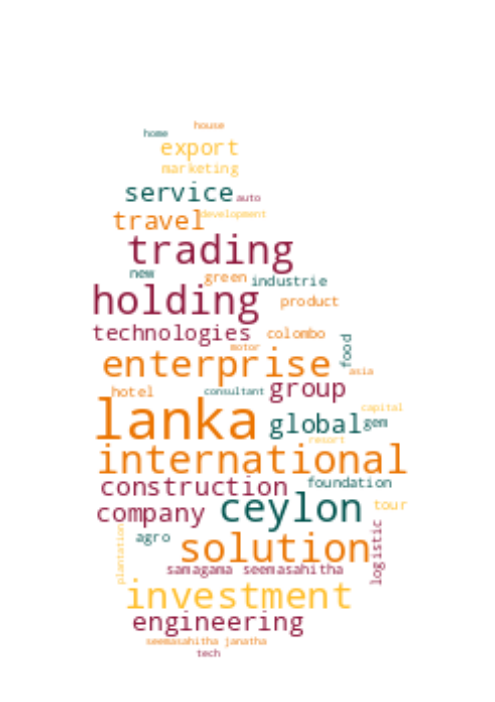 house
home
export
marketing
service auto
travel development
trading
new green industrie
holding product
technologies colombo
motor food
enterprise asia
hotel consultant group
lanka capital
global gem
resort
international
construction foundation
company ceylon tour
agro solution logistic
plantation samagama seemasahitha
investment
engineering
seemasahitha janatha
tech